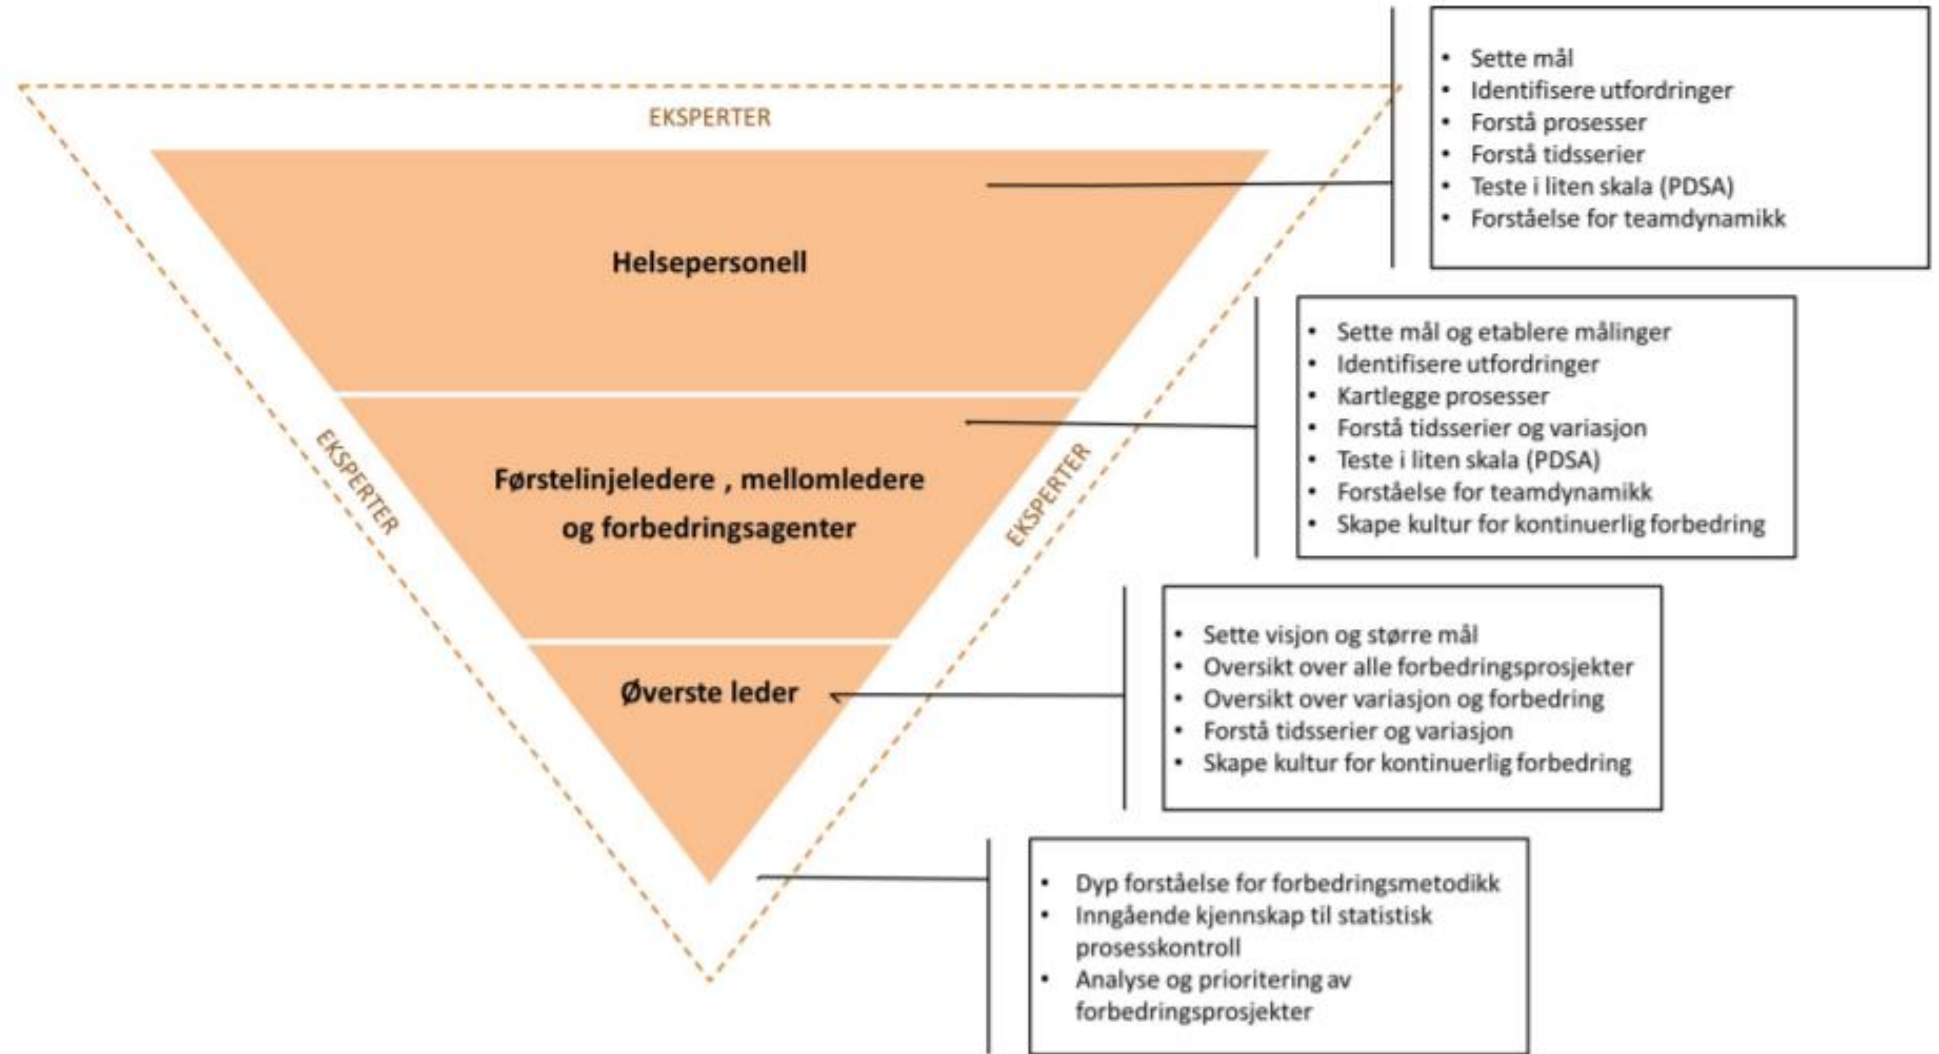 EKSPERTER
Helsepersonell
• Sette mål
• Identifisere utfordringer
• Forstå prosesser
• Forstå tidsserier
• Teste i liten skala (PDSA)
• Forståelse for teamdynamikk
EKSPERTER
Førstelinjeledere , mellomledere
og forbedringsagenter
EKSPERTER
• Sette mål og etablere målinger
• Identifisere utfordringer
• Kartlegge prosesser
• Forstå tidsserier og variasjon
• Teste i liten skala (PDSA)
• Forståelse for teamdynamikk
• Skape kultur for kontinuerlig forbedring
Øverste leder
• Sette visjon og større mål
• Oversikt over alle forbedringsprosjekter
• Oversikt over variasjon og forbedring
• Forstå tidsserier og variasjon
• Skape kultur for kontinuerlig forbedring
• Dyp forståelse for forbedringsmetodikk
• Inngående kjennskap til statistisk
prosesskontroll
• Analyse og prioritering av
forbedringsprosjekter